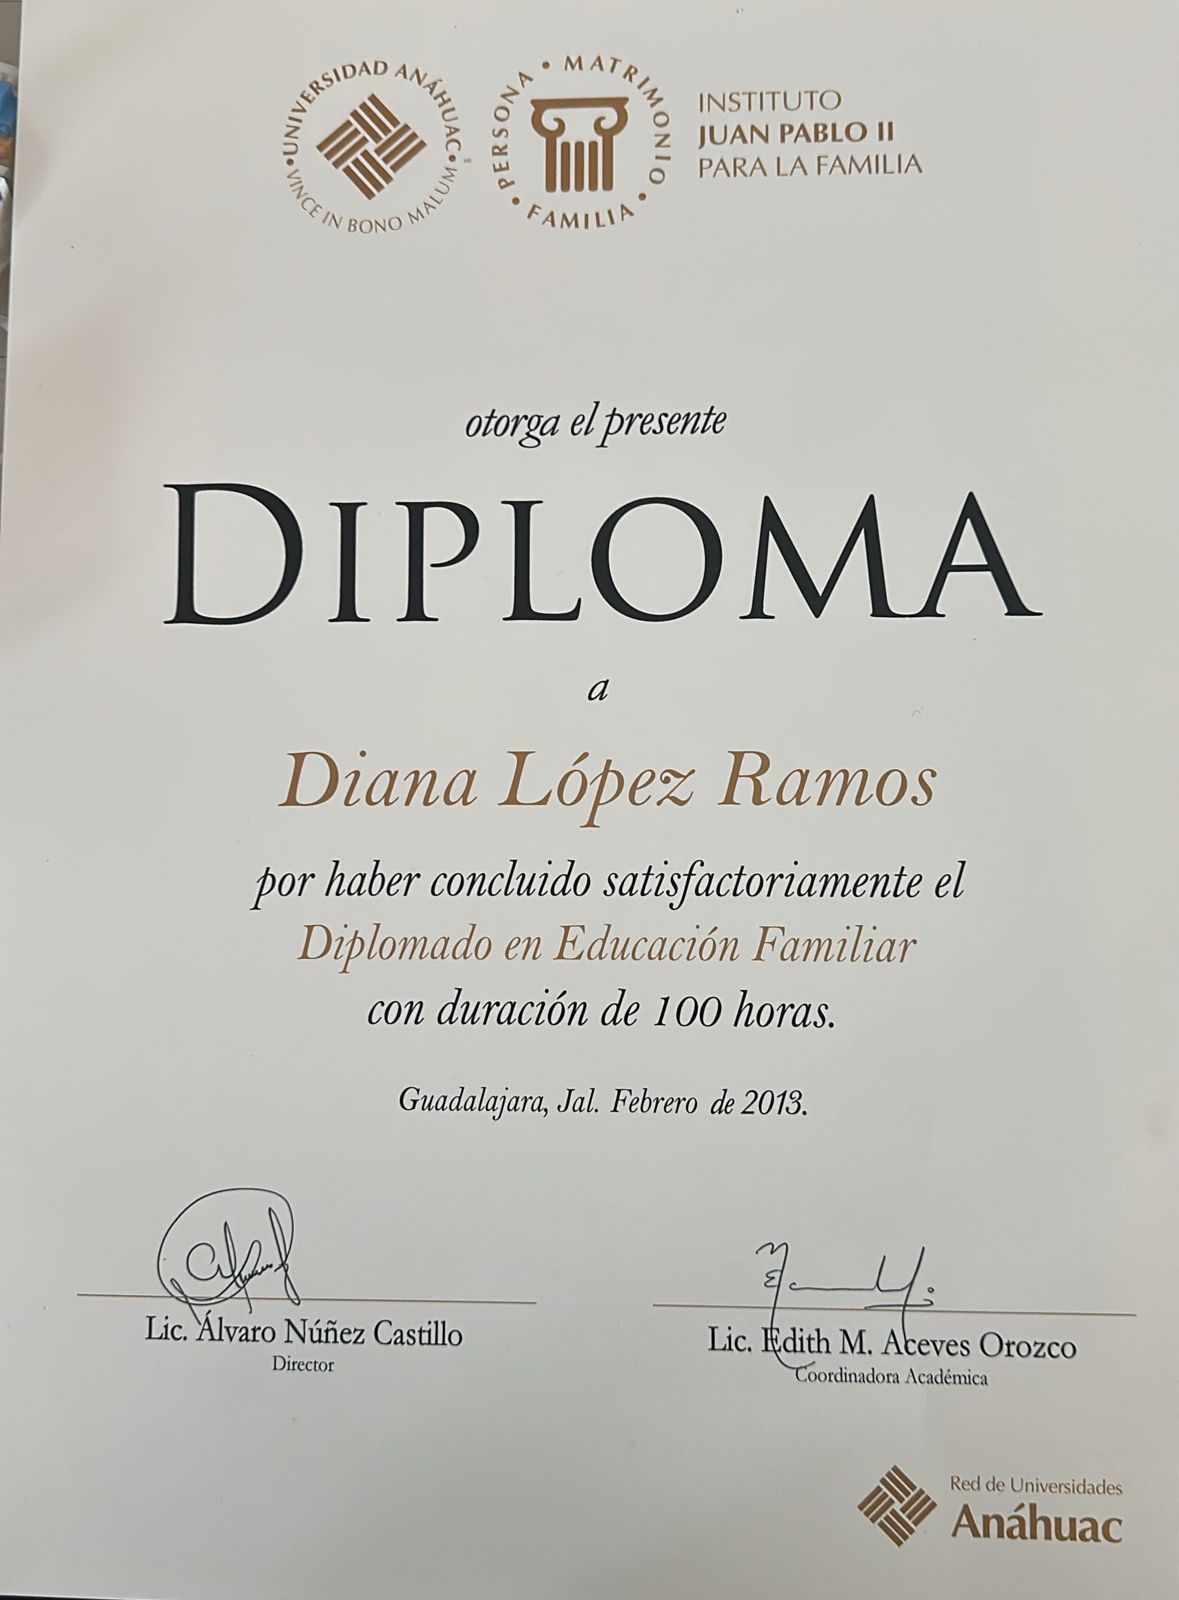 • UNIVERSIDAD ANÁHUAC •
VINCE IN BONO MALUM
PERSONA • MATRIMONIO • FAMILIA •
INSTITUTO
JUAN PABLO II
PARA LA FAMILIA
otorga el presente
DIPLOMA
a
Diana López Ramos
por haber concluido satisfactoriamente el
Diplomado en Educación Familiar
con duración de 100 horas.
Guadalajara, Jal. Febrero de 2013.
Lic. Álvaro Núñez Castillo
Director
Lic. Edith M. Aceves Orozco
Coordinadora Académica
Red de Universidades
Anáhuac